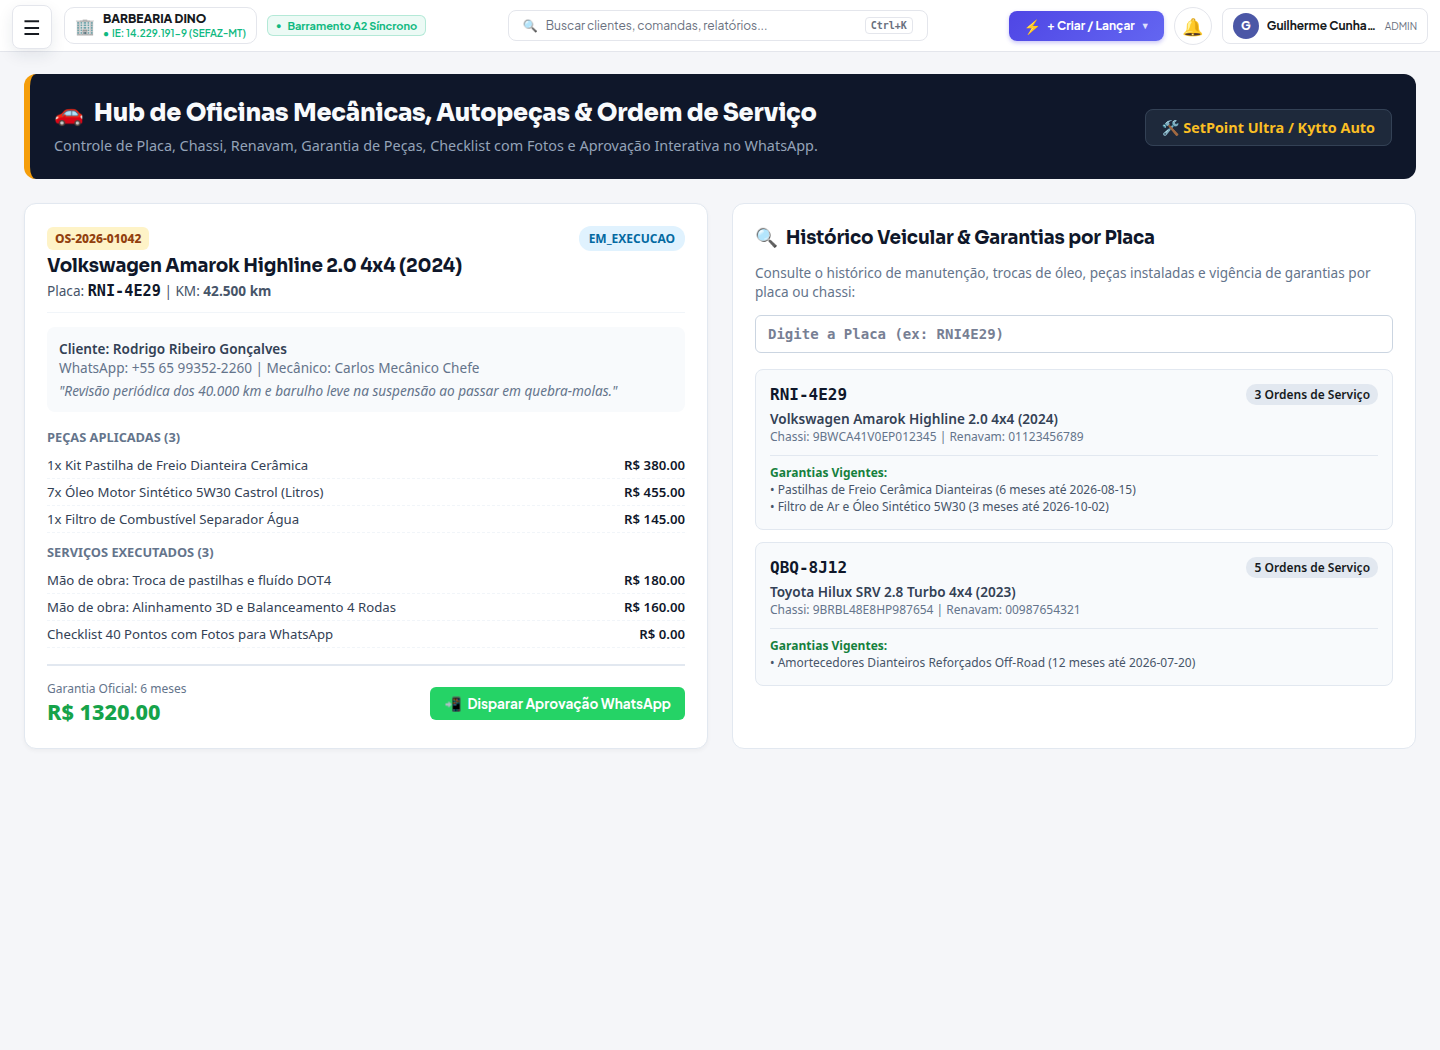 ☰
BARBEARIA DINO
● IE: 14.229.191-9 (SEFAZ-MT)
● Barramento A2 Síncrono
Buscar clientes, comandas, relatórios...
Ctrl+K
+ Criar / Lançar ▼
G
Guilherme Cunha...
ADMIN
Hub de Oficinas Mecânicas, Autopeças & Ordem de Serviço
Controle de Placa, Chassi, Renavam, Garantia de Peças, Checklist com Fotos e Aprovação Interativa no WhatsApp.
SetPoint Ultra / Kytto Auto
OS-2026-01042
EM_EXECUCAO
Volkswagen Amarok Highline 2.0 4x4 (2024)
Placa: RNI-4E29 | KM: 42.500 km
Cliente: Rodrigo Ribeiro Gonçalves
WhatsApp: +55 65 99352-2260 | Mecânico: Carlos Mecânico Chefe
"Revisão periódica dos 40.000 km e barulho leve na suspensão ao passar em quebra-molas."
PEÇAS APLICADAS (3)
1x Kit Pastilha de Freio Dianteira Cerâmica R$ 380.00
7x Óleo Motor Sintético 5W30 Castrol (Litros) R$ 455.00
1x Filtro de Combustível Separador Água R$ 145.00
SERVIÇOS EXECUTADOS (3)
Mão de obra: Troca de pastilhas e fluído DOT4 R$ 180.00
Mão de obra: Alinhamento 3D e Balanceamento 4 Rodas R$ 160.00
Checklist 40 Pontos com Fotos para WhatsApp R$ 0.00
Garantia Oficial: 6 meses
R$ 1320.00
Disparar Aprovação WhatsApp
Histórico Veicular & Garantias por Placa
Consulte o histórico de manutenção, trocas de óleo, peças instaladas e vigência de garantias por
placa ou chassi:
Digite a Placa (ex: RNI4E29)
RNI-4E29
3 Ordens de Serviço
Volkswagen Amarok Highline 2.0 4x4 (2024)
Chassi: 9BWCA41V0EP012345 | Renavam: 01123456789
Garantias Vigentes:
• Pastilhas de Freio Cerâmica Dianteiras (6 meses até 2026-08-15)
• Filtro de Ar e Óleo Sintético 5W30 (3 meses até 2026-10-02)
QBQ-8J12
5 Ordens de Serviço
Toyota Hilux SRV 2.8 Turbo 4x4 (2023)
Chassi: 9BRBL48E8HP987654 | Renavam: 00987654321
Garantias Vigentes:
• Amortecedores Dianteiros Reforçados Off-Road (12 meses até 2026-07-20)